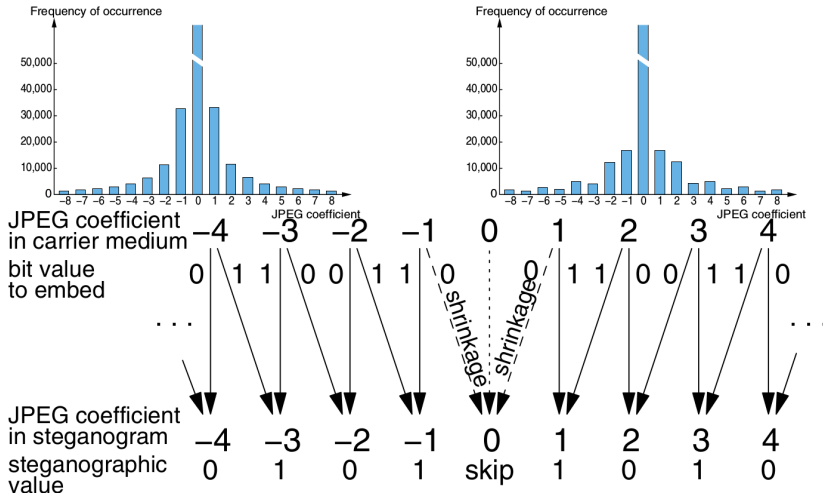 Frequency of occurrence
50,000
40,000
30,000
20,000
10,000
0
−8 −7 −6 −5 −4 −3 −2 −1 0 1 2 3 4 5 6 7 8
JPEG coefficient
Frequency of occurrence
50,000
40,000
30,000
20,000
10,000
0
−8 −7 −6 −5 −4 −3 −2 −1 0 1 2 3 4 5 6 7 8
JPEG coefficient
JPEG coefficient
in carrier medium
−4 −3 −2 −1 0 1 2 3 4
bit value
to embed
0 1 1 0 0 1 1 0 0 1 1 0 0 1 1 0
shrinkage
shrinkage
. . .
. . .
JPEG coefficient
in steganogram
−4 −3 −2 −1 0 1 2 3 4
steganographic
value
0 1 0 1 skip 1 0 1 0